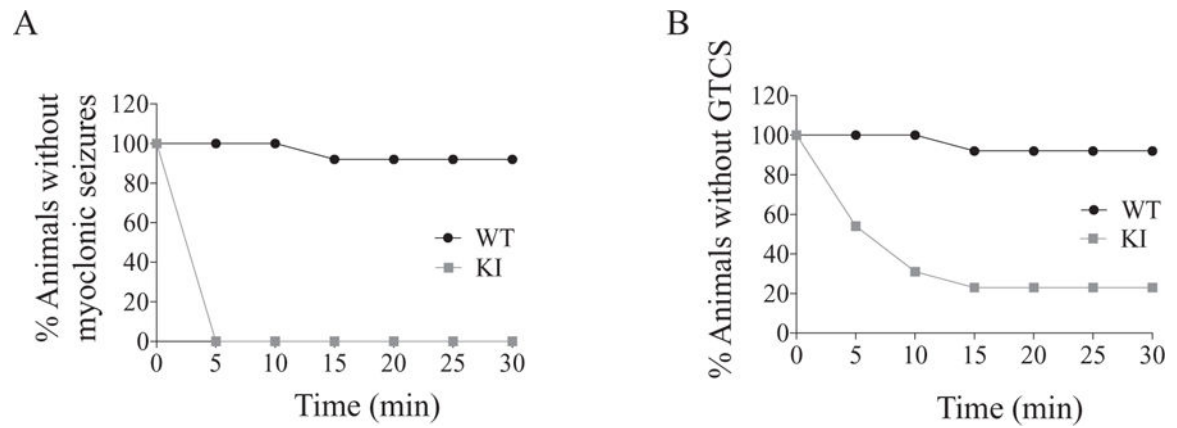 A
% Animals without
myoclonic seizures
120
100
80
60
40
20
0
0 5 10 15 20 25 30
Time (min)
WT
KI
B
% Animals without GTCS
120
100
80
60
40
20
0
0 5 10 15 20 25 30
Time (min)
WT
KI